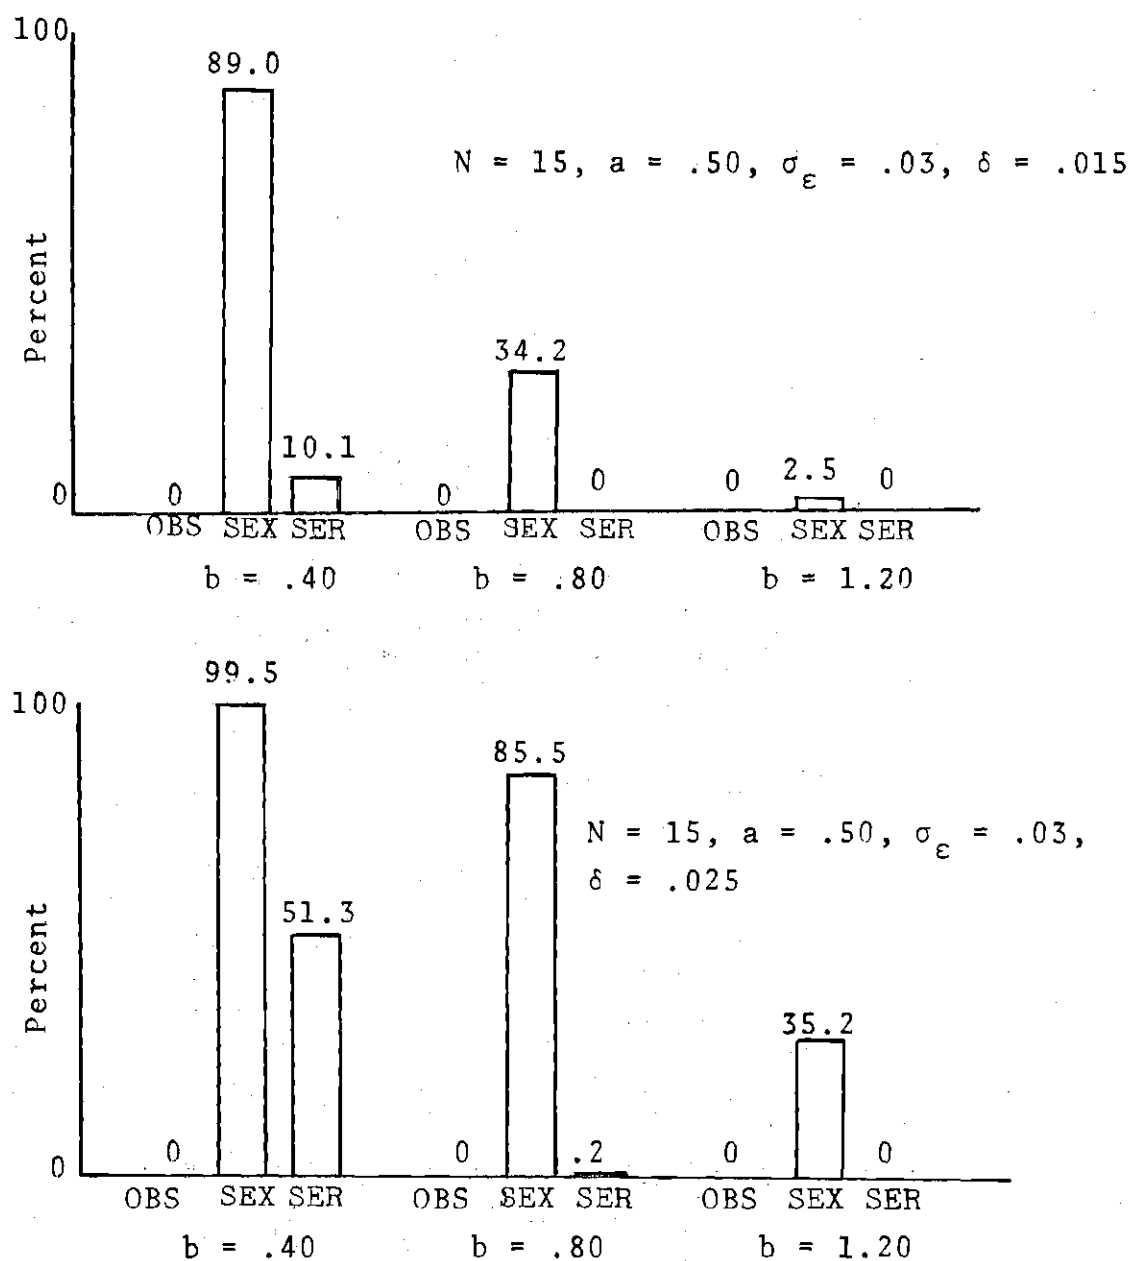 100
89.0
N = 15, a = .50, σε = .03, δ = .015
Percent
34.2
10.1
0 0 0 0 0 2.5 0
OBS SEX SER OBS SEX SER OBS SEX SER
b = .40 b = .80 b = 1.20
99.5
100
85.5
N = 15, a = .50, σε = .03,
δ = .025
51.3
Percent
35.2
0 0 0 .2 0 0
OBS SEX SER OBS SEX SER OBS SEX SER
b = .40 b = .80 b = 1.20